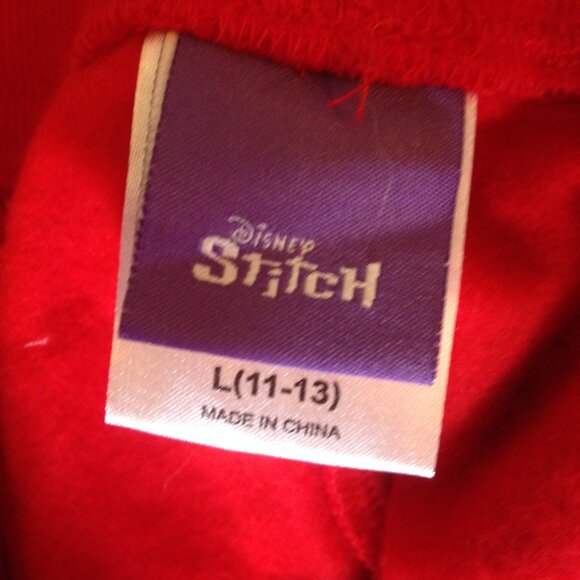 Disney
Stitch
L(11-13)
MADE IN CHINA